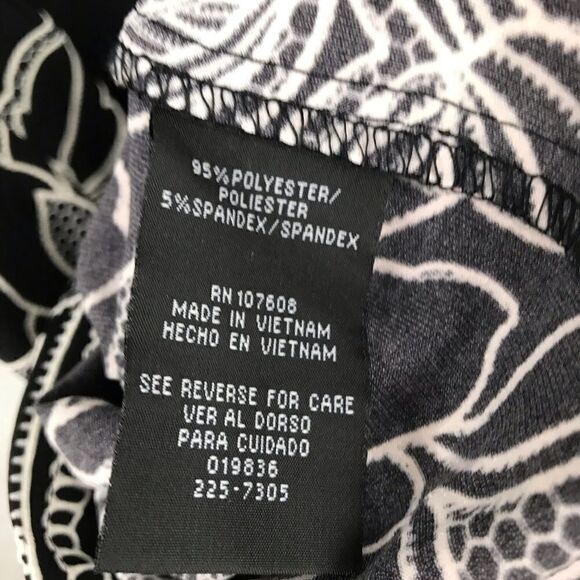 95%POLYESTER/
POLIESTER
5%SPANDEX/SPANDEX
RN 107608
MADE IN VIETNAM
HECHO EN VIETNAM
SEE REVERSE FOR CARE
VER AL DORSO
PARA CUIDADO
019836
225-7305